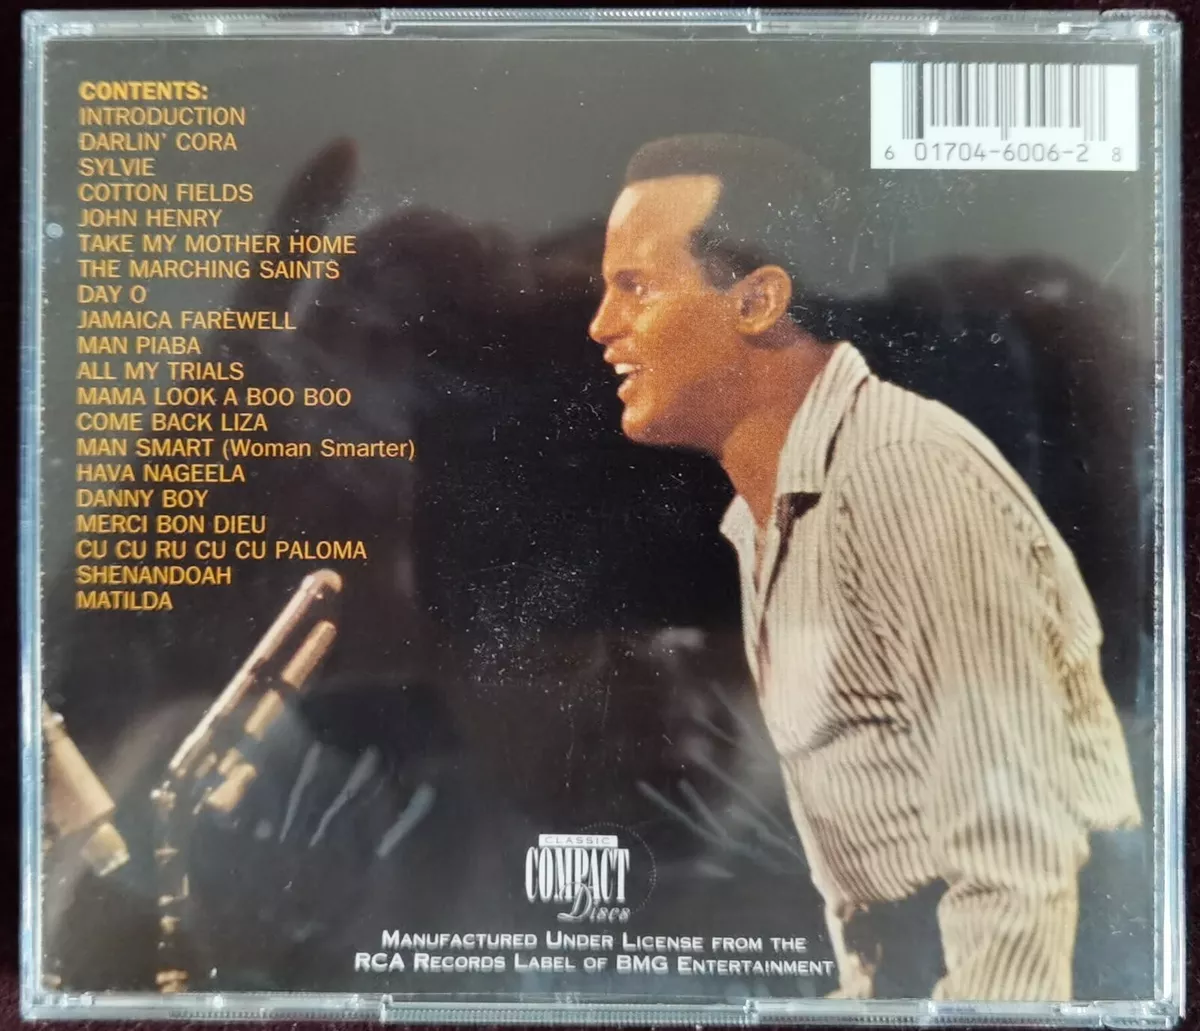 CONTENTS:
INTRODUCTION
DARLIN' CORA
SYLVIE
COTTON FIELDS
JOHN HENRY
TAKE MY MOTHER HOME
THE MARCHING SAINTS
DAY O
JAMAICA FAREWELL
MAN PIABA
ALL MY TRIALS
MAMA LOOK A BOO BOO
COME BACK LIZA
MAN SMART (Woman Smarter)
HAVA NAGEELA
DANNY BOY
MERCI BON DIEU
CU CU RU CU CU PALOMA
SHENANDOAH
MATILDA
6 01704-6006-2 8
CLASSIC
COMPACT
Discs
MANUFACTURED UNDER LICENSE FROM THE
RCA RECORDS LABEL OF BMG ENTERTAINMENT